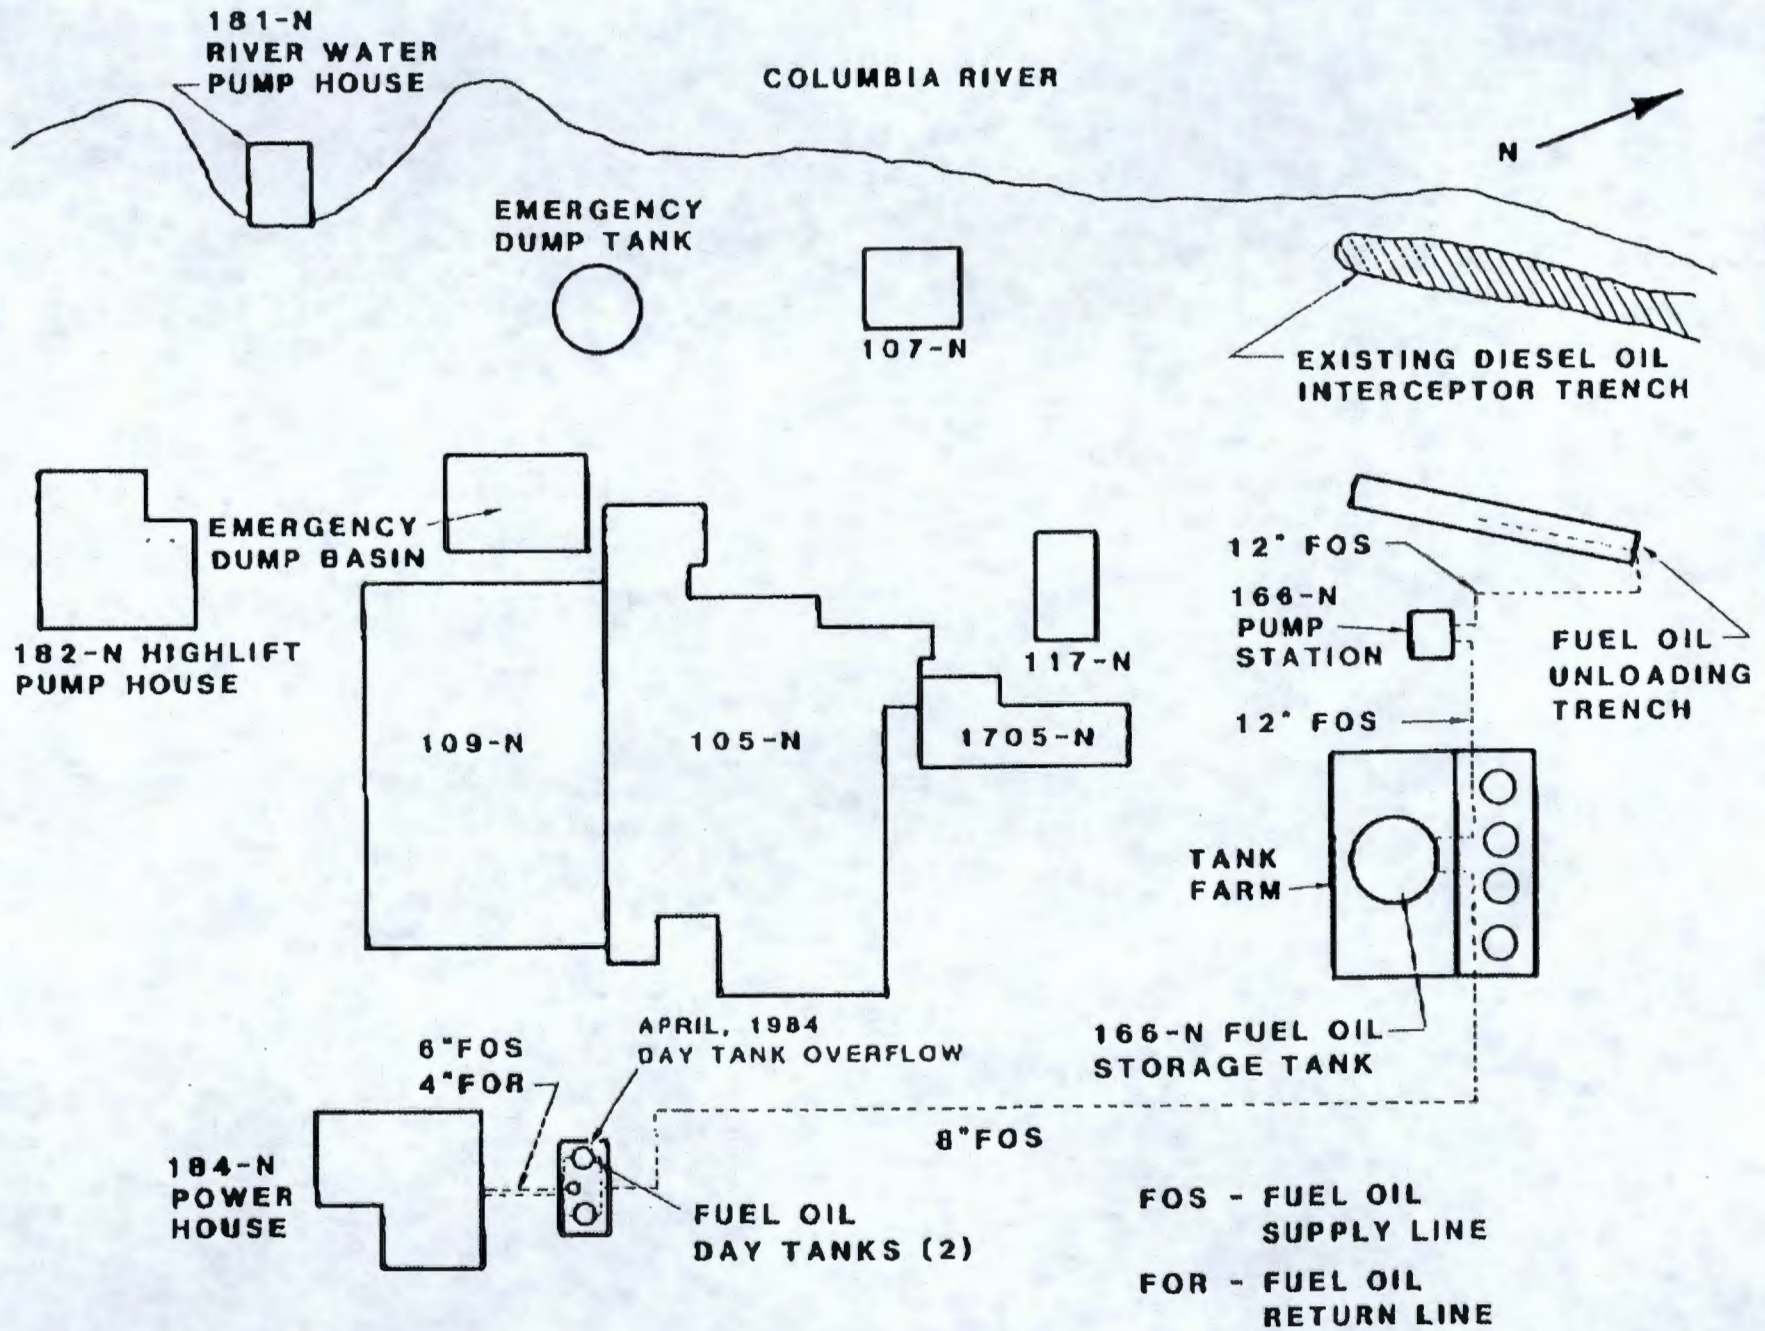 181-N
RIVER WATER
PUMP HOUSE
COLUMBIA RIVER
N
EMERGENCY
DUMP TANK
107-N
EXISTING DIESEL OIL
INTERCEPTOR TRENCH
EMERGENCY
DUMP BASIN
182-N HIGHLIFT
PUMP HOUSE
12" FOS
166-N
PUMP
STATION
117-N
FUEL OIL
UNLOADING
TRENCH
12" FOS
109-N
105-N
1705-N
TANK
FARM
166-N FUEL OIL
STORAGE TANK
APRIL, 1984
DAY TANK OVERFLOW
6"FOS
4"FOR
8"FOS
184-N
POWER
HOUSE
FUEL OIL
DAY TANKS (2)
FOS - FUEL OIL
SUPPLY LINE
FOR - FUEL OIL
RETURN LINE